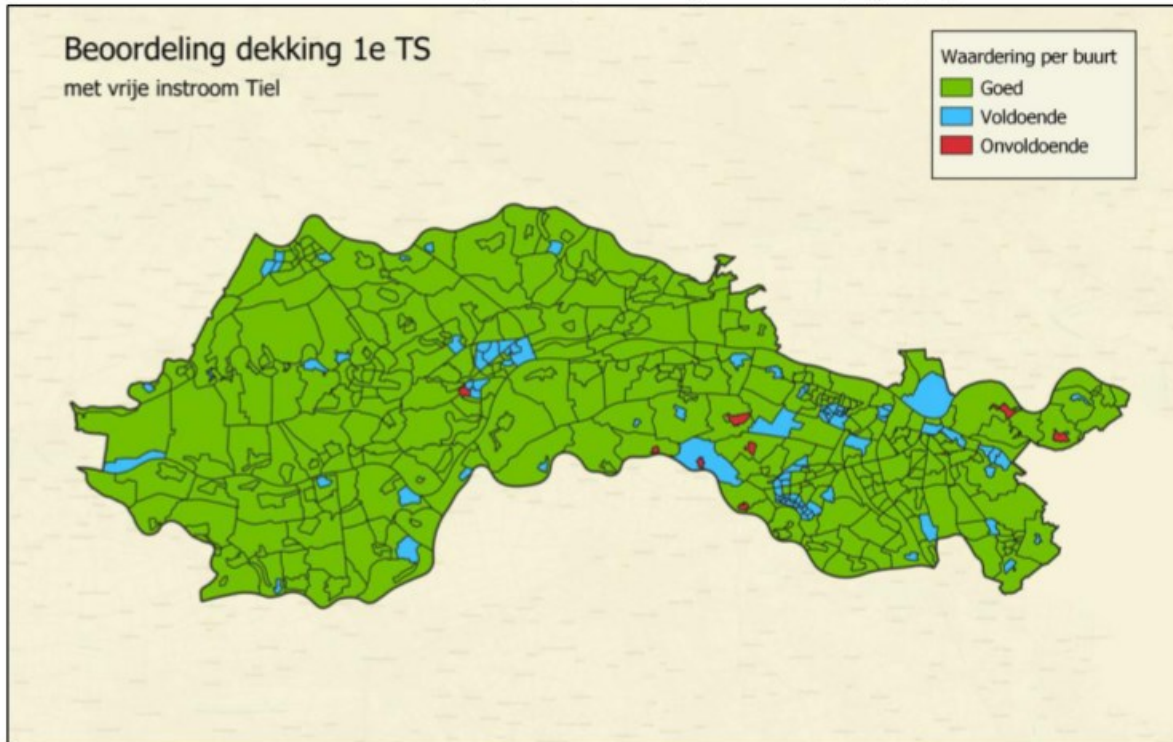 Beoordeling dekking 1e TS
met vrije instroom Tiel
Waardering per buurt
Goed
Voldoende
Onvoldoende